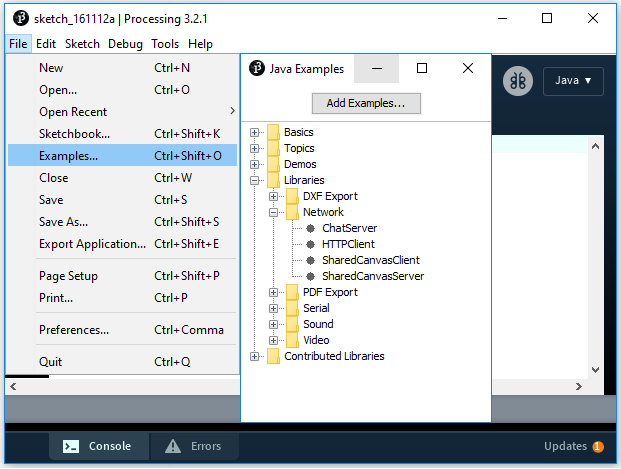 sketch_161112a | Processing 3.2.1
File Edit Sketch Debug Tools Help
New Ctrl+N
Open... Ctrl+O
Open Recent
Sketchbook... Ctrl+Shift+K
Examples... Ctrl+Shift+O
Close Ctrl+W
Save Ctrl+S
Save As... Ctrl+Shift+S
Export Application... Ctrl+Shift+E
Page Setup Ctrl+Shift+P
Print... Ctrl+P
Preferences... Ctrl+Comma
Quit Ctrl+Q
Java Examples
Add Examples...
Basics
Topics
Demos
Libraries
DXF Export
Network
ChatServer
HTTPClient
SharedCanvasClient
SharedCanvasServer
PDF Export
Serial
Sound
Video
Contributed Libraries
Java ▾
Console Errors Updates 1